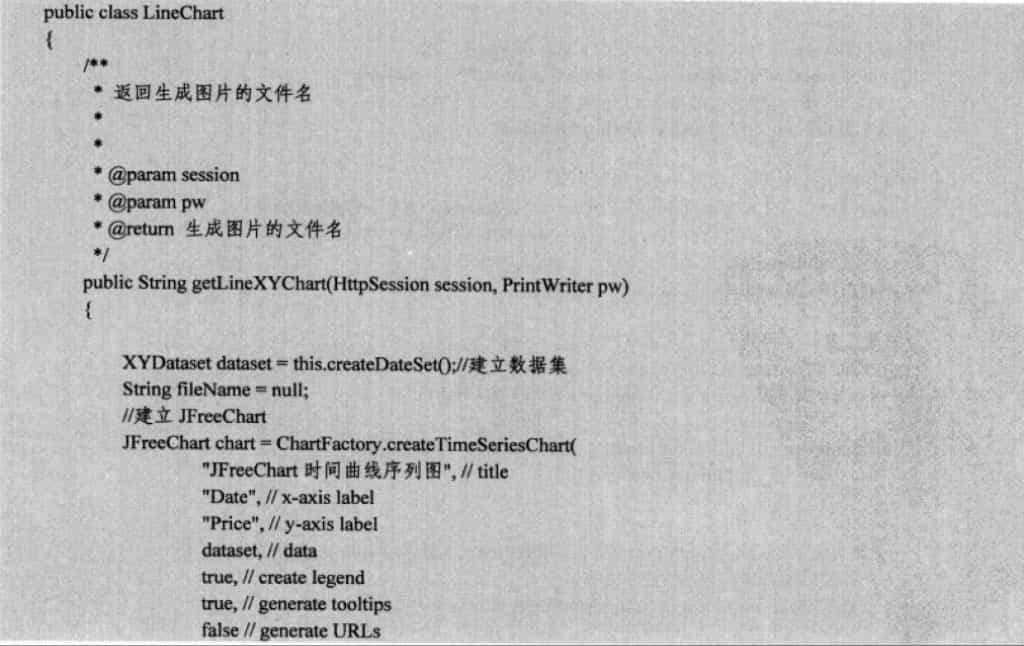 public class LineChart
{
/**
* 返回生成图片的文件名
*
*
* @param session
* @param pw
* @return 生成图片的文件名
*/
public String getLineXYChart(HttpSession session, PrintWriter pw)
{
XYDataset dataset = this.createDateSet();//建立数据集
String fileName = null;
//建立 JFreeChart
JFreeChart chart = ChartFactory.createTimeSeriesChart(
"JFreeChart 时间曲线序列图", // title
"Date", // x-axis label
"Price", // y-axis label
dataset, // data
true, // create legend
true, // generate tooltips
false // generate URLs